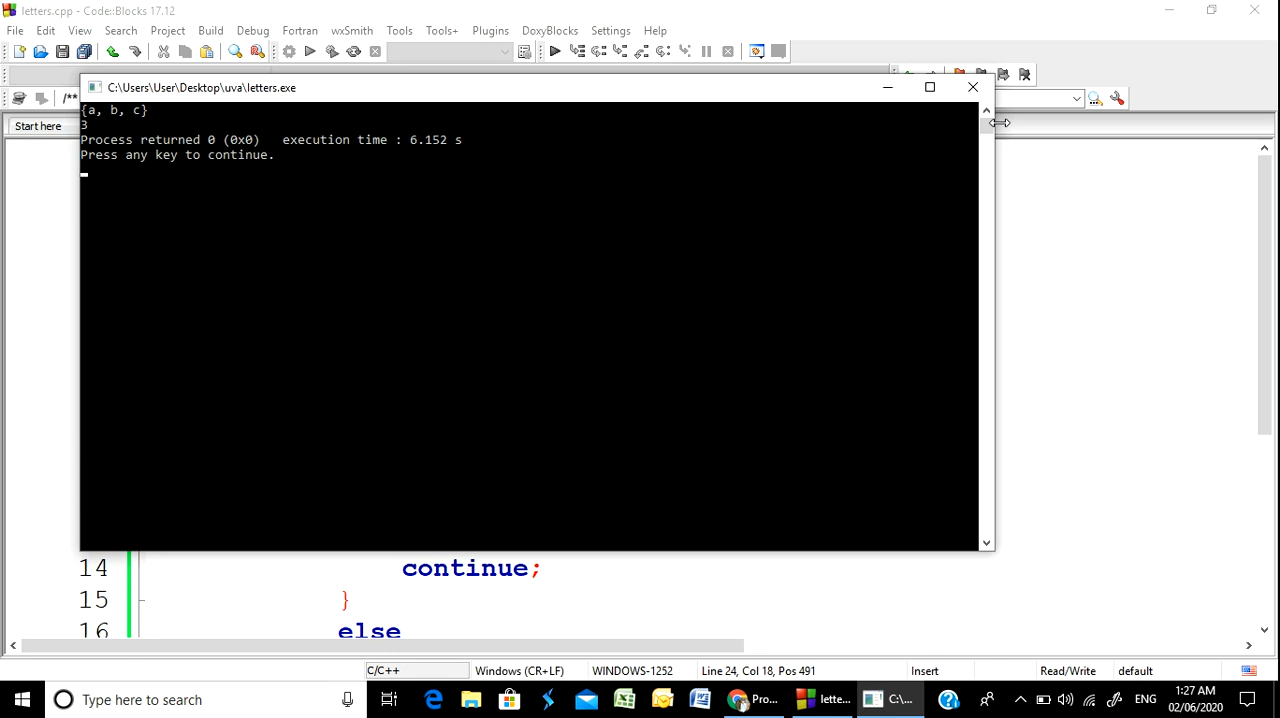 letters.cpp - Code::Blocks 17.12
File Edit View Search Project Build Debug Fortran wxSmith Tools Tools+ Plugins DoxyBlocks Settings Help
C:\Users\User\Desktop\uva\letters.exe
/**
Start here
{a, b, c}
3
Process returned 0 (0x0) execution time : 6.152 s
Press any key to continue.
14 continue;
15 }
16 else
C/C++ Windows (CR+LF) WINDOWS-1252 Line 24, Col 18, Pos 491 Insert Read/Write default
Type here to search Pro... lette... C:\... ENG 1:27 AM
02/06/2020